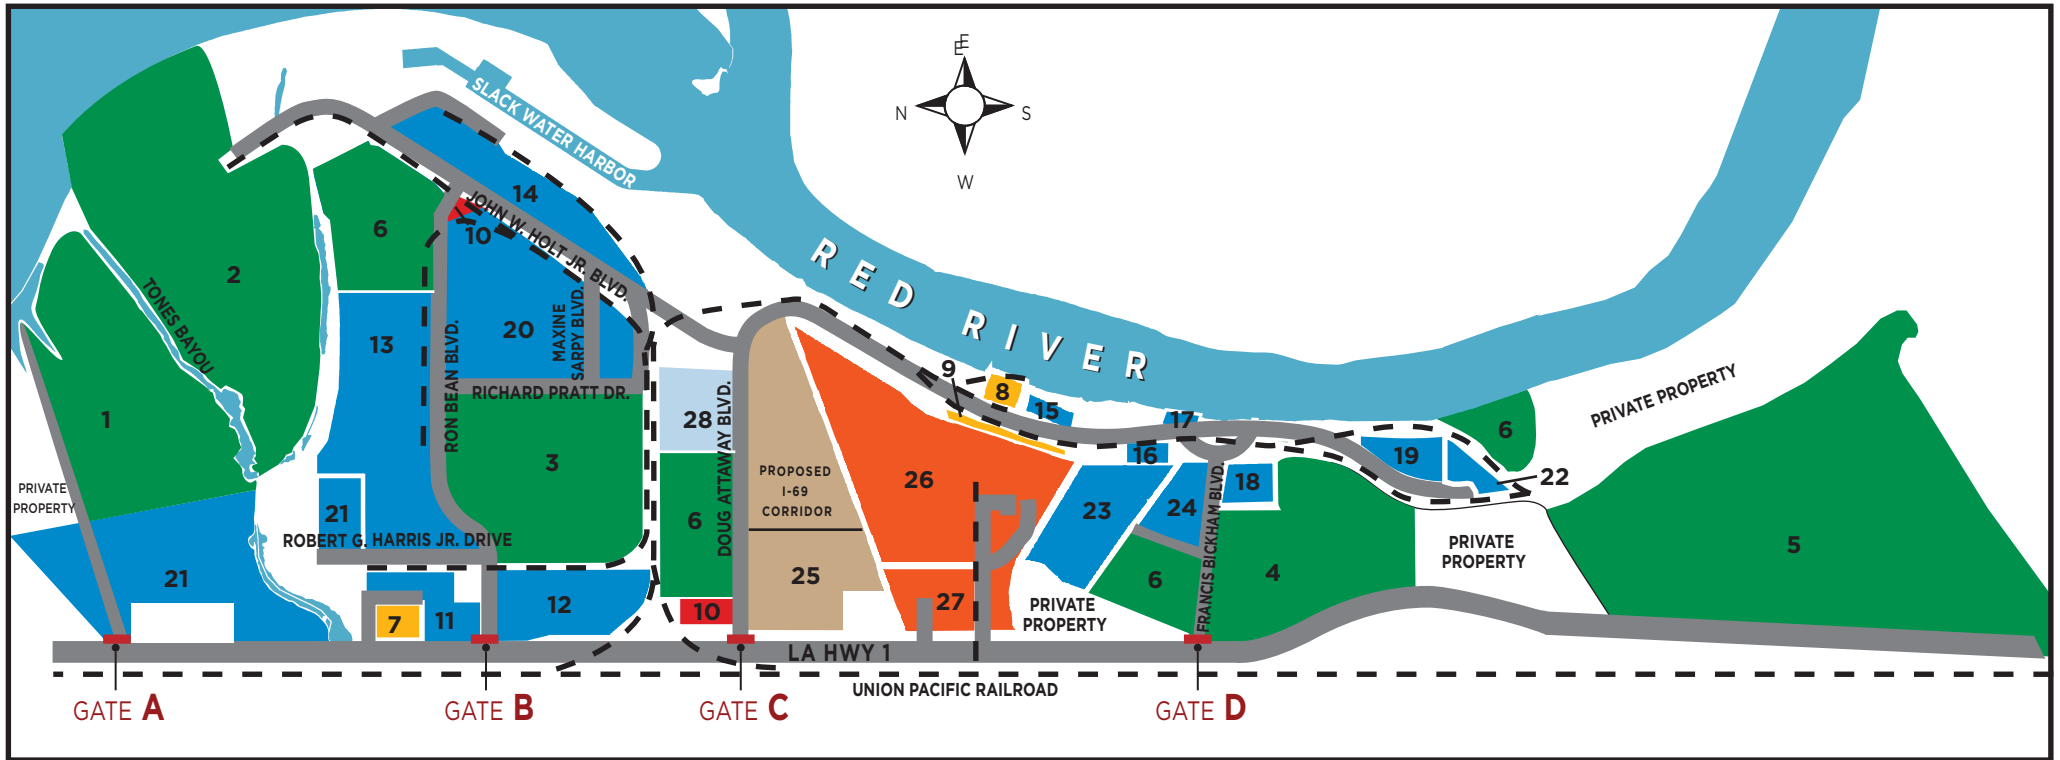 E
E
N
S
W
SLACK WATER HARBOR
14
JOHN W. HOLT JR. BLVD.
10
6
2
TONES BAYOU
RED RIVER
13
20
MAXINE
SARPY BLVD.
RON BEAN BLVD.
RICHARD PRATT DR.
9
8
15
17
16
PRIVATE PROPERTY
1
28
DOUG ATTAWAY BLVD.
3
PROPOSED
I-69
CORRIDOR
26
6
19
22
18
24
23
FRANCIS BICKHAM BLVD.
PRIVATE
PROPERTY
21
ROBERT G. HARRIS JR. DRIVE
6
PRIVATE
PROPERTY
5
21
12
25
27
6
4
7
11
10
PRIVATE
PROPERTY
LA HWY 1
UNION PACIFIC RAILROAD
GATE A
GATE B
GATE C
GATE D